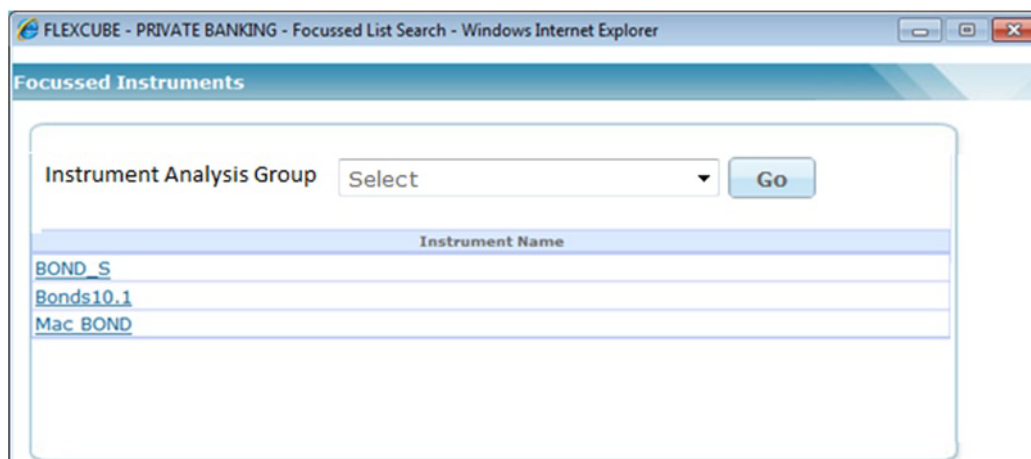 FLEXCUBE - PRIVATE BANKING - Focussed List Search - Windows Internet Explorer
Focussed Instruments
Instrument Analysis Group Select Go
Instrument Name
BOND_S
Bonds10.1
Mac BOND